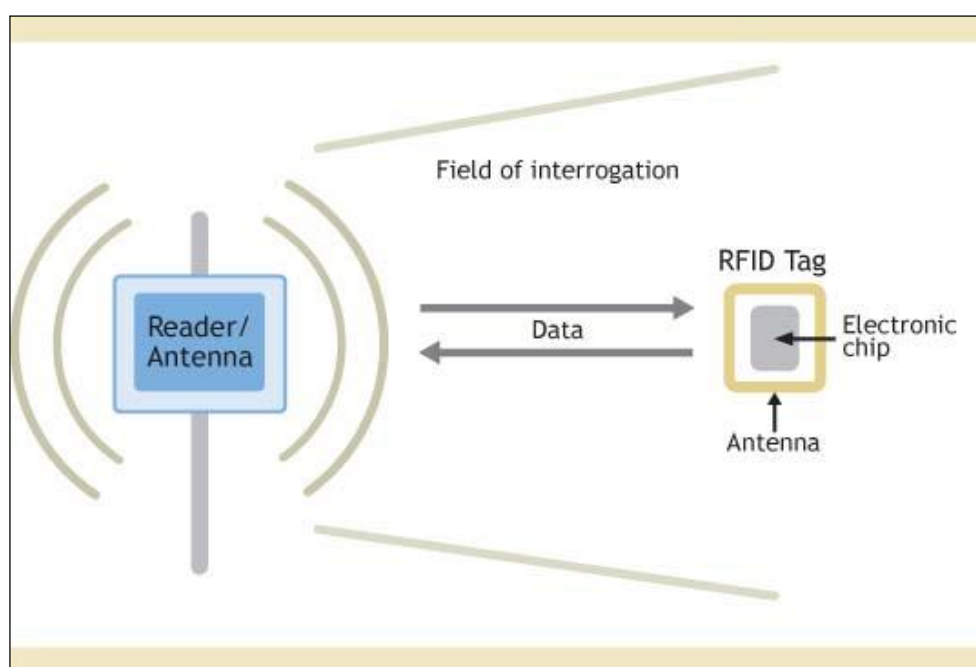 Field of interrogation
RFID Tag
Reader/
Antenna
Data
Electronic
chip
Antenna